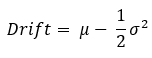 Drift = μ − 1/2 σ²